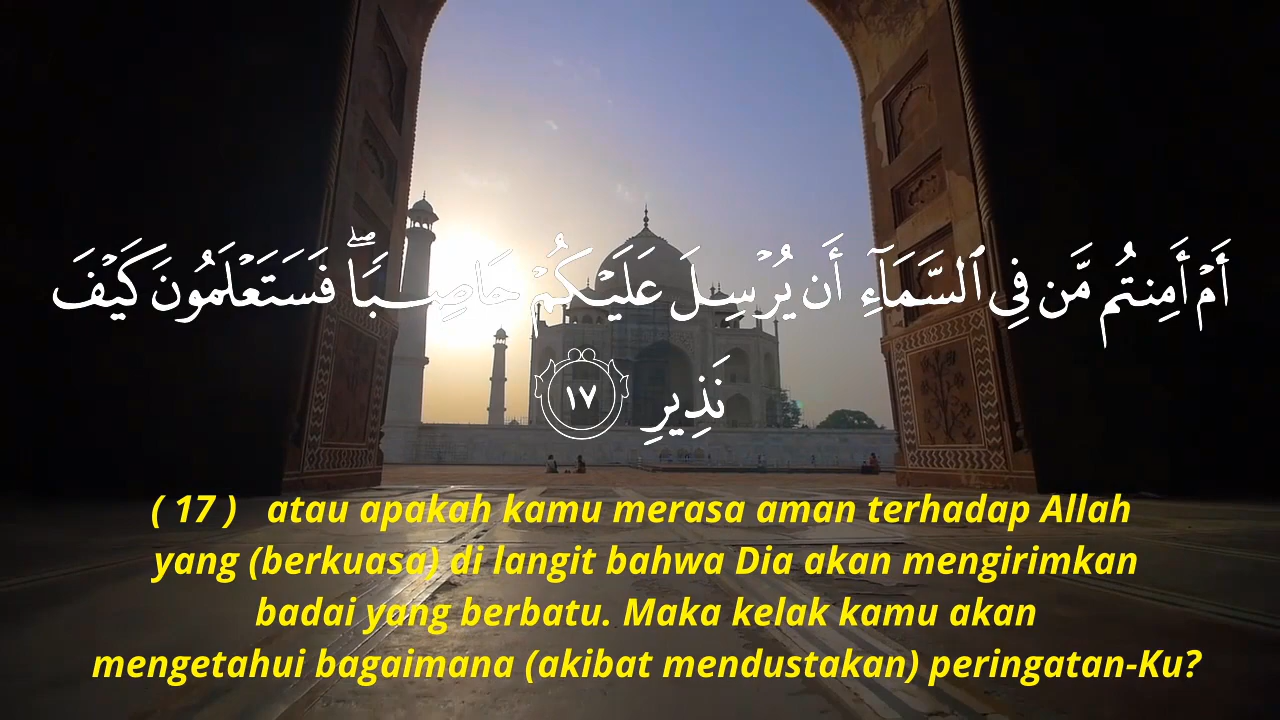 أَمْ أَمِنتُم مَّن فِى ٱلسَّمَآءِ أَن يُرْسِلَ عَلَيْكُمْ حَاصِبًا ۖ فَسَتَعْلَمُونَ كَيْفَ
نَذِيرِ ١٧
( 17 ) atau apakah kamu merasa aman terhadap Allah
yang (berkuasa) di langit bahwa Dia akan mengirimkan
badai yang berbatu. Maka kelak kamu akan
mengetahui bagaimana (akibat mendustakan) peringatan-Ku?